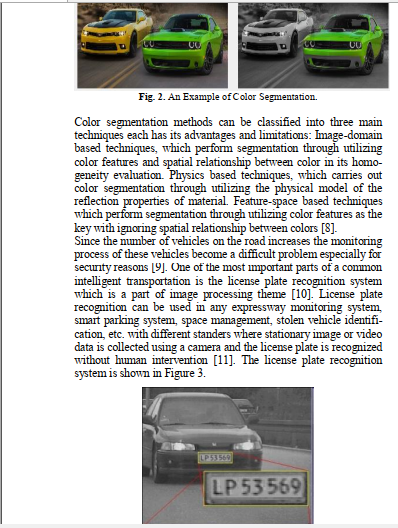 Fig. 2. An Example of Color Segmentation.
Color segmentation methods can be classified into three main
techniques each has its advantages and limitations: Image-domain
based techniques, which perform segmentation through utilizing
color features and spatial relationship between color in its homo-
geneity evaluation. Physics based techniques, which carries out
color segmentation through utilizing the physical model of the
reflection properties of material. Feature-space based techniques
which perform segmentation through utilizing color features as the
key with ignoring spatial relationship between colors [8].
Since the number of vehicles on the road increases the monitoring
process of these vehicles become a difficult problem especially for
security reasons [9]. One of the most important parts of a common
intelligent transportation is the license plate recognition system
which is a part of image processing theme [10]. License plate
recognition can be used in any expressway monitoring system,
smart parking system, space management, stolen vehicle identifi-
cation, etc. with different standers where stationary image or video
data is collected using a camera and the license plate is recognized
without human intervention [11]. The license plate recognition
system is shown in Figure 3.
LP53569
LP 53 569